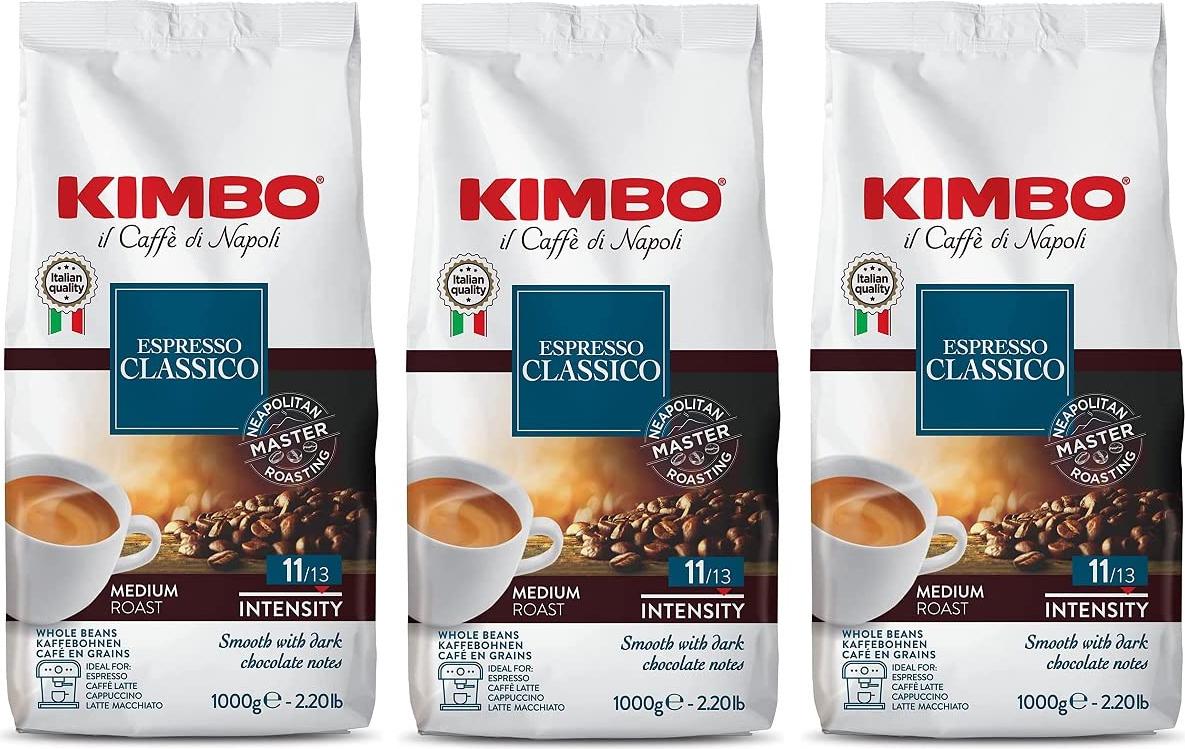 KIMBO®
il Caffè di Napoli
Italian
quality
ESPRESSO
CLASSICO
NEAPOLITAN
MASTER
ROASTING
11/13
MEDIUM
ROAST
INTENSITY
WHOLE BEANS
KAFFEEBOHNEN
CAFÉ EN GRAINS
IDEAL FOR:
ESPRESSO
CAFFÈ LATTE
CAPPUCCINO
LATTE MACCHIATO
Smooth with dark
chocolate notes
1000g℮ - 2.20lb
KIMBO®
il Caffè di Napoli
Italian
quality
ESPRESSO
CLASSICO
NEAPOLITAN
MASTER
ROASTING
11/13
MEDIUM
ROAST
INTENSITY
WHOLE BEANS
KAFFEEBOHNEN
CAFÉ EN GRAINS
IDEAL FOR:
ESPRESSO
CAFFÈ LATTE
CAPPUCCINO
LATTE MACCHIATO
Smooth with dark
chocolate notes
1000g℮ - 2.20lb
KIMBO®
il Caffè di Napoli
Italian
quality
ESPRESSO
CLASSICO
NEAPOLITAN
MASTER
ROASTING
11/13
MEDIUM
ROAST
INTENSITY
WHOLE BEANS
KAFFEEBOHNEN
CAFÉ EN GRAINS
IDEAL FOR:
ESPRESSO
CAFFÈ LATTE
CAPPUCCINO
LATTE MACCHIATO
Smooth with dark
chocolate notes
1000g℮ - 2.20lb